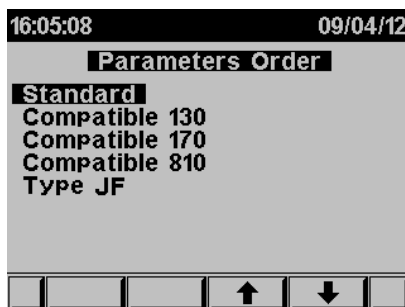 16:05:08 09/04/12
Parameters Order
Standard
Compatible 130
Compatible 170
Compatible 810
Type JF